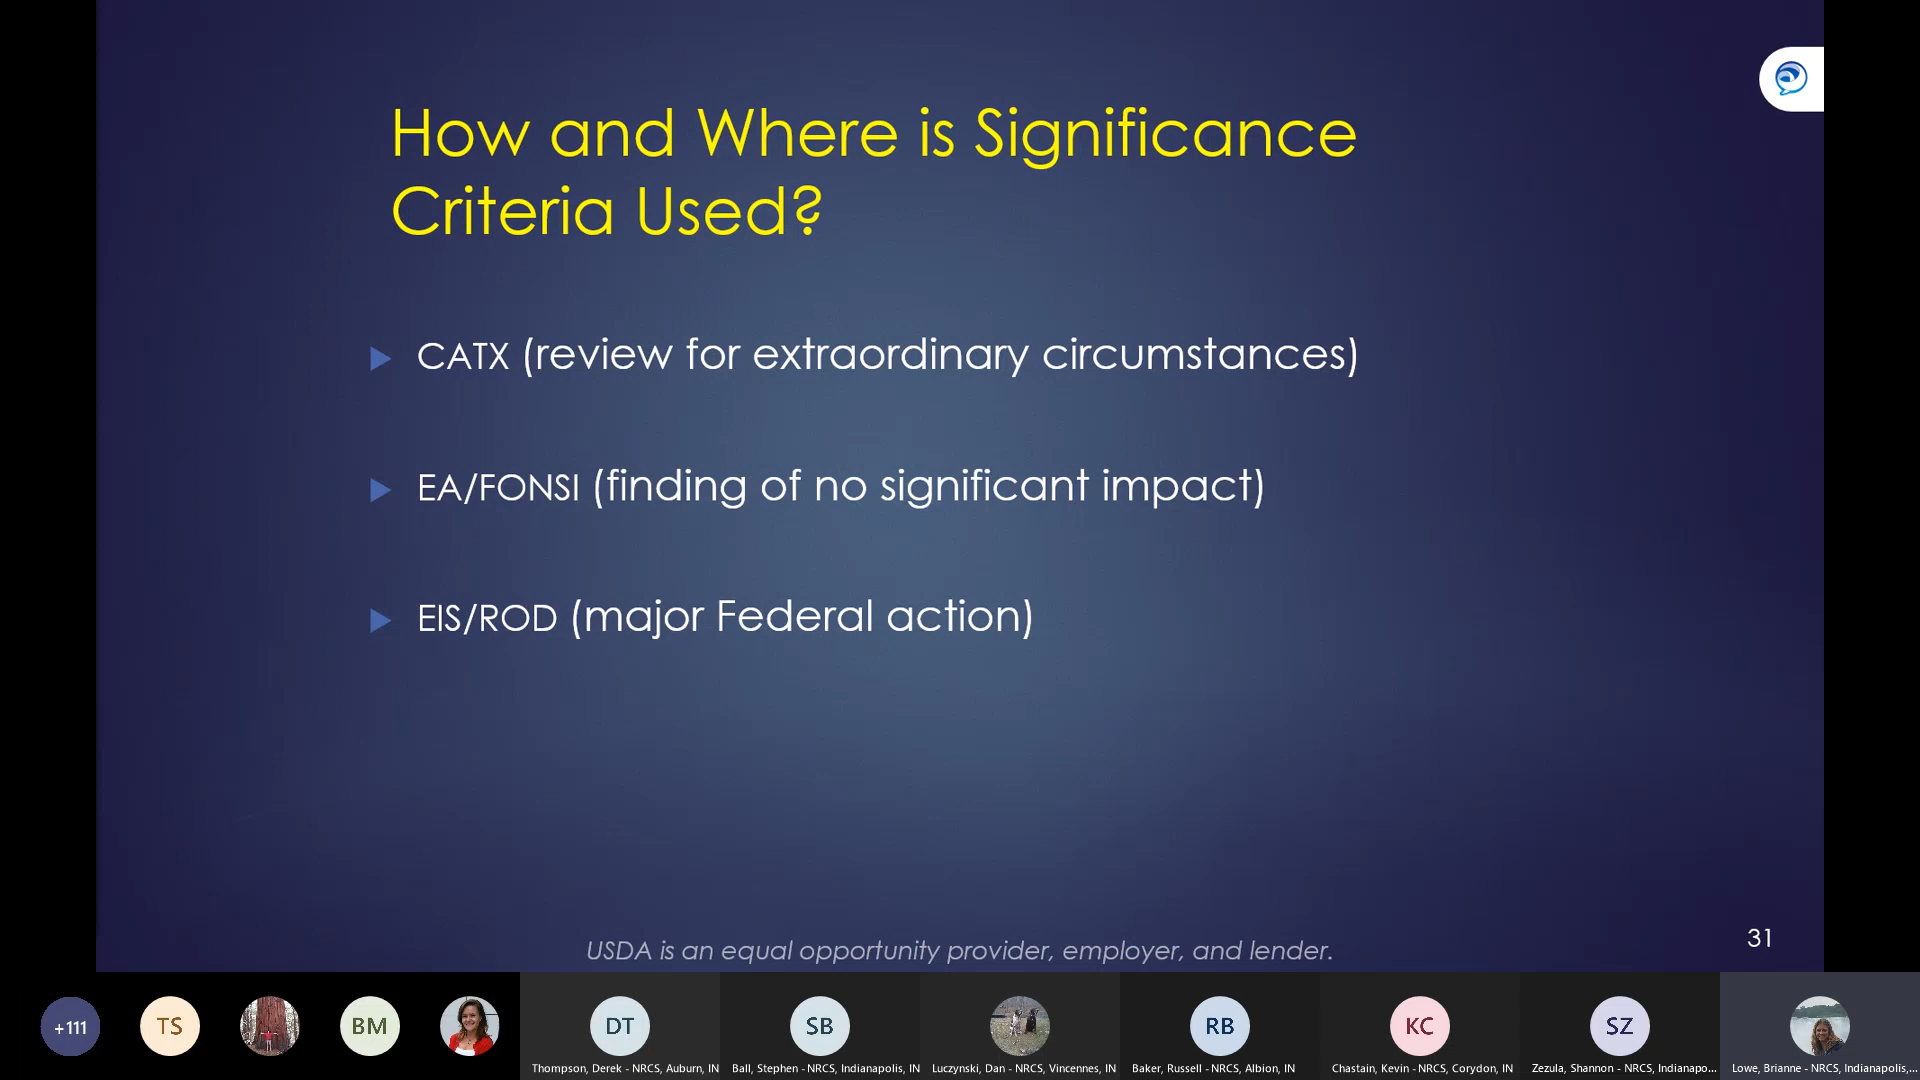 How and Where is Significance
Criteria Used?
CATX (review for extraordinary circumstances)
EA/FONSI (finding of no significant impact)
EIS/ROD (major Federal action)
31
USDA is an equal opportunity provider, employer, and lender.
+111
TS
BM
DT
SB
RB
KC
SZ
Thompson, Derek - NRCS, Auburn, IN
Ball, Stephen - NRCS, Indianapolis, IN
Luczynski, Dan - NRCS, Vincennes, IN
Baker, Russell - NRCS, Albion, IN
Chastain, Kevin - NRCS, Corydon, IN
Zezula, Shannon - NRCS, Indianapo...
Lowe, Brianne - NRCS, Indianapolis,...